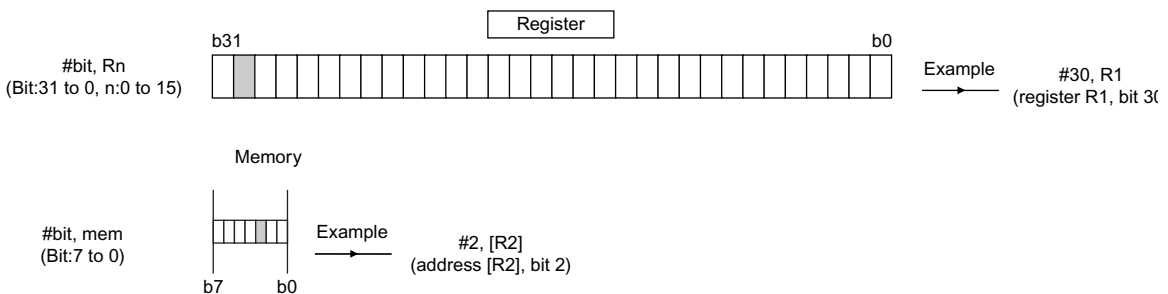 Register
b31
b0
#bit, Rn
(Bit:31 to 0, n:0 to 15)
Example
#30, R1
(register R1, bit 30
Memory
#bit, mem
(Bit:7 to 0)
Example
#2, [R2]
(address [R2], bit 2)
b7
b0